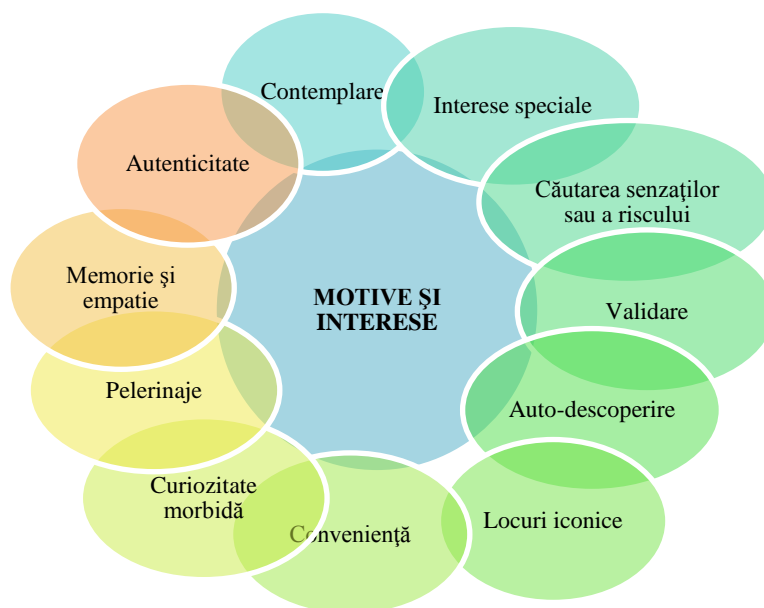 Contemplare
Interese speciale
Căutarea senzaţilor
sau a riscului
Validare
Auto-descoperire
Locuri iconice
Convenienţă
Curiozitate
morbidă
Pelerinaje
Memorie şi
empatie
Autenticitate
MOTIVE ŞI
INTERESE